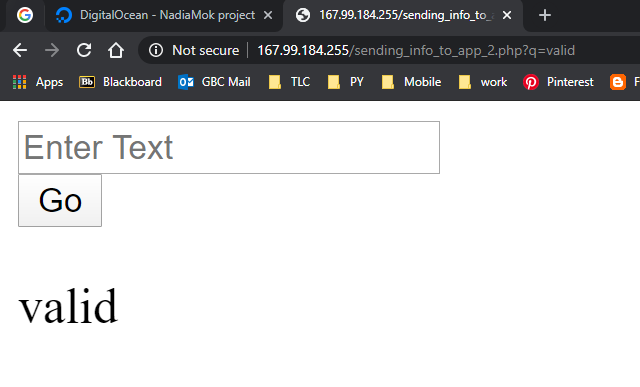 DigitalOcean - NadiaMok project
167.99.184.255/sending_info_to_
Not secure
167.99.184.255/sending_info_to_app_2.php?q=valid
Apps
Bb Blackboard
GBC Mail
TLC
PY
Mobile
work
Pinterest
F
Enter Text
Go
valid